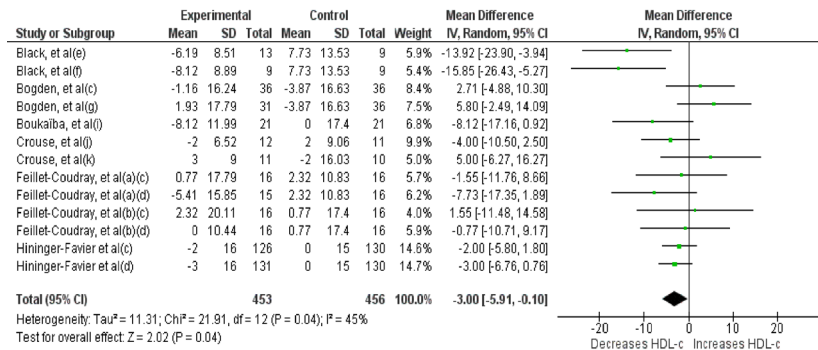 Experimental Control Mean Difference Mean Difference
Study or Subgroup Mean SD Total Mean SD Total Weight IV, Random, 95% CI IV, Random, 95% CI
Black, et al(e) -6.19 8.51 13 7.73 13.53 9 5.9% -13.92 [-23.90, -3.94]
Black, et al(f) -8.12 8.89 9 7.73 13.53 9 5.4% -15.85 [-26.43, -5.27]
Bogden, et al(c) -1.16 16.24 36 -3.87 16.63 36 8.4% 2.71 [-4.88, 10.30]
Bogden, et al(g) 1.93 17.79 31 -3.87 16.63 36 7.5% 5.80 [-2.49, 14.09]
Boukaïba, et al(i) -8.12 11.99 21 0 17.4 21 6.8% -8.12 [-17.16, 0.92]
Crouse, et al(j) -2 6.52 12 2 9.06 11 9.9% -4.00 [-10.50, 2.50]
Crouse, et al(k) 3 9 11 -2 16.03 10 4.9% 5.00 [-6.27, 16.27]
Feillet-Coudray, et al(a)(c) 0.77 17.79 16 2.32 10.83 16 5.6% -1.55 [-11.76, 8.66]
Feillet-Coudray, et al(a)(d) -5.41 15.85 15 2.32 10.83 16 6.2% -7.73 [-17.35, 1.89]
Feillet-Coudray, et al(b)(c) 2.32 20.11 16 0.77 17.4 16 4.0% 1.55 [-11.48, 14.58]
Feillet-Coudray, et al(b)(d) 0 10.44 16 0.77 17.4 16 5.9% -0.77 [-10.71, 9.17]
Hininger-Favier et al(c) -2 16 126 0 15 130 14.6% -2.00 [-5.80, 1.80]
Hininger-Favier et al(d) -3 16 131 0 15 130 14.7% -3.00 [-6.76, 0.76]
Total (95% CI) 453 456 100.0% -3.00 [-5.91, -0.10]
Heterogeneity: Tau² = 11.31; Chi² = 21.91, df = 12 (P = 0.04); I² = 45%
Test for overall effect: Z = 2.02 (P = 0.04)
-20 -10 0 10 20
Decreases HDL-c Increases HDL-c